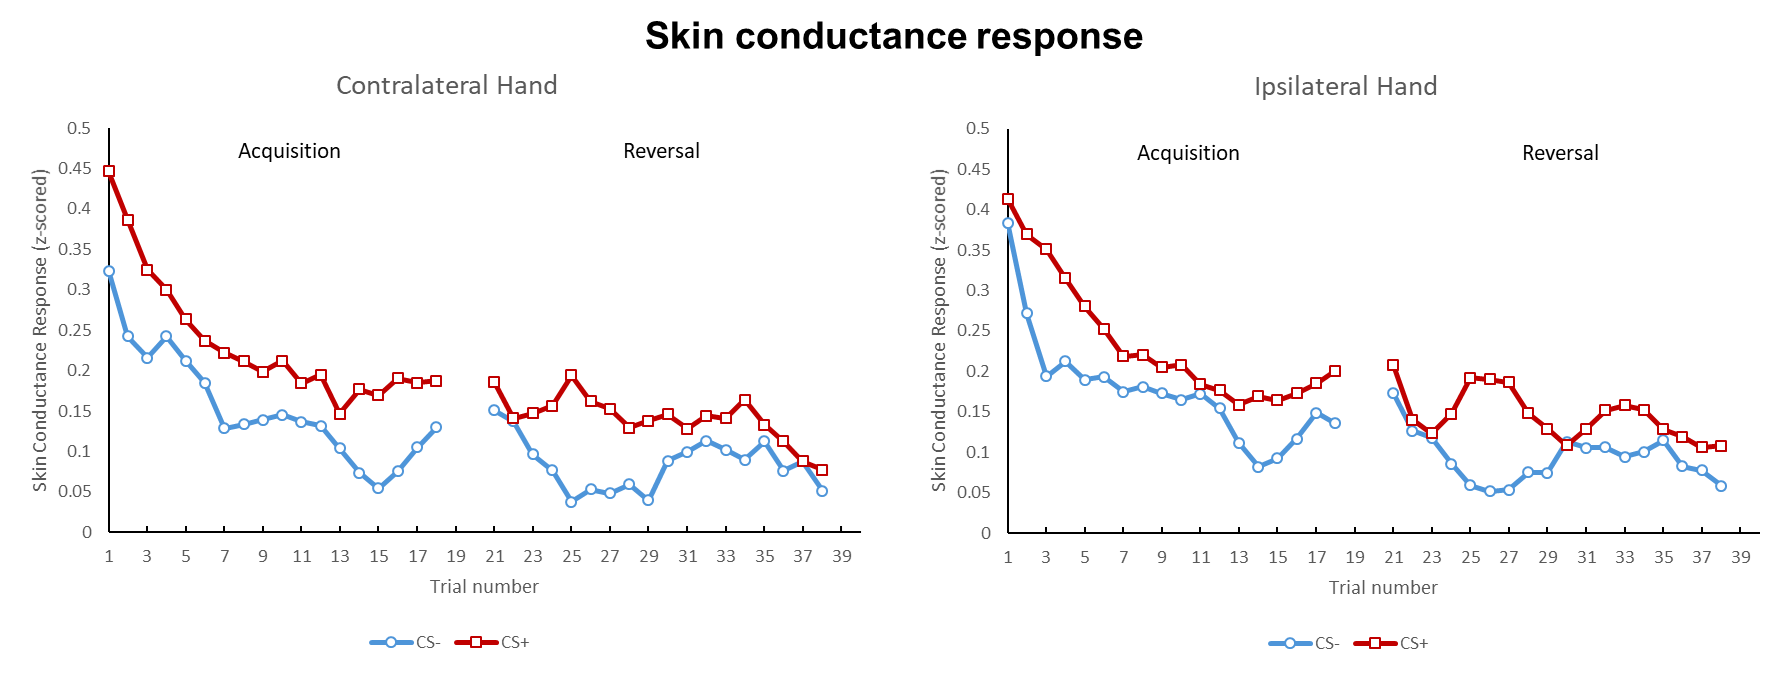 Skin conductance response
Contralateral Hand
Skin Conductance Response (z-scored)
0.5
0.45
0.4
0.35
0.3
0.25
0.2
0.15
0.1
0.05
0
Acquisition
Reversal
1 3 5 7 9 11 13 15 17 19 21 23 25 27 29 31 33 35 37 39
Trial number
CS- CS+
Ipsilateral Hand
Skin Conductance Response (z-scored)
0.5
0.45
0.4
0.35
0.3
0.25
0.2
0.15
0.1
0.05
0
Acquisition
Reversal
1 3 5 7 9 11 13 15 17 19 21 23 25 27 29 31 33 35 37 39
Trial number
CS- CS+